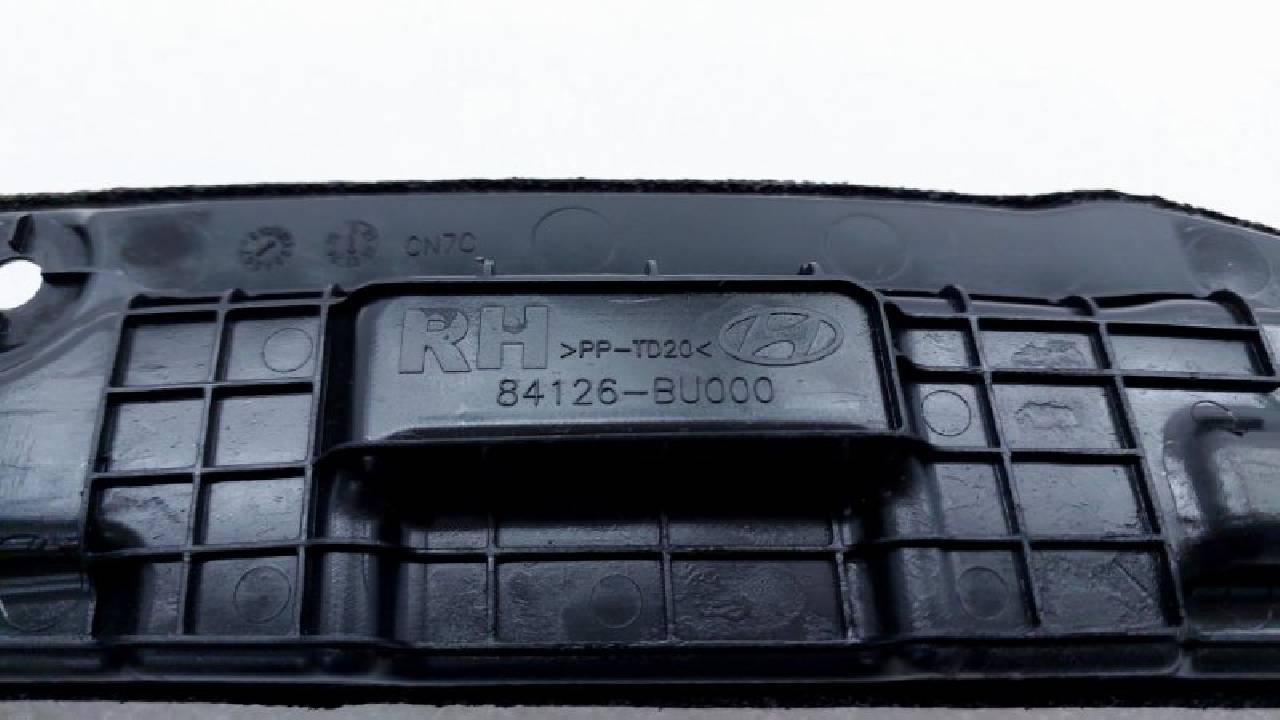 CN7C
RH >PP-TD20<
84126-BU000